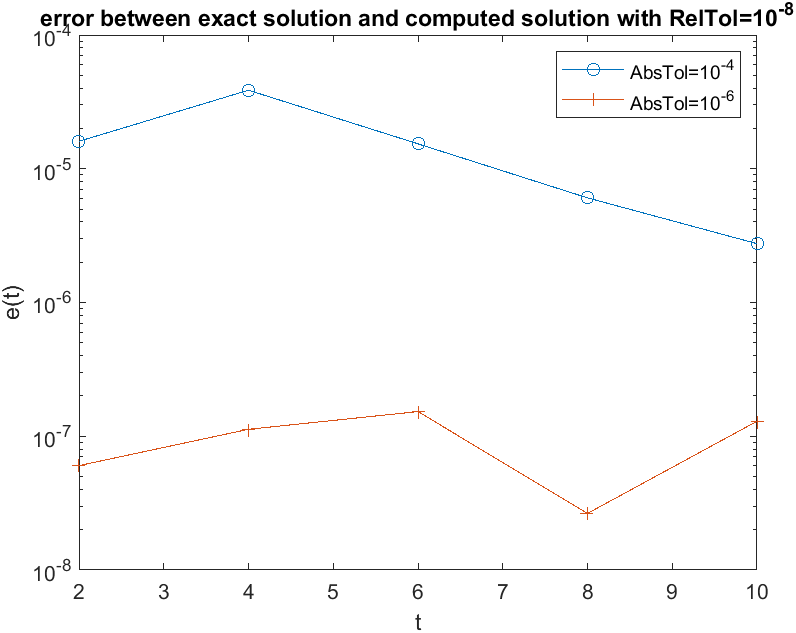 error between exact solution and computed solution with RelTol=10^-8
AbsTol=10^-4
AbsTol=10^-6
10^-4
10^-5
10^-6
10^-7
10^-8
e(t)
2 3 4 5 6 7 8 9 10
t